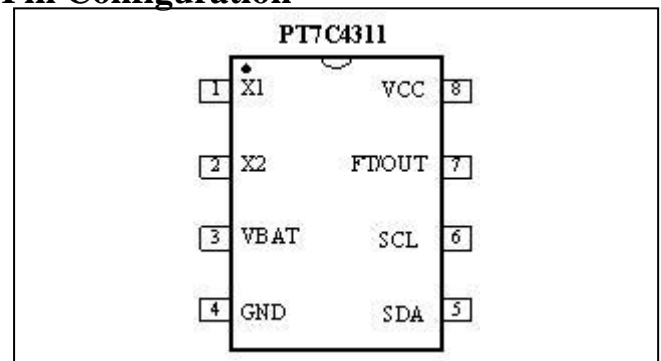 Pin Configuration
PT7C4311
1 X1 VCC 8
2 X2 FT/OUT 7
3 VBAT SCL 6
4 GND SDA 5